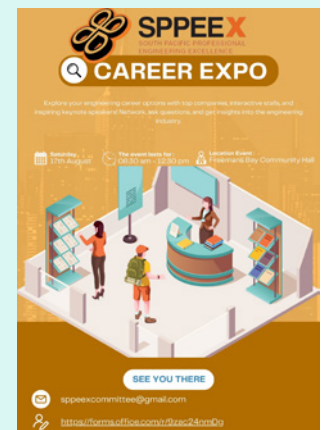 SPPEEX
SOUTH PACIFIC PROFESSIONAL
ENGINEERING EXCELLENCE
CAREER EXPO
Explore your engineering career options with top companies, interactive stalls, and
inspiring keynote speakers! Network, ask questions, and get insights into the engineering
industry.
Saturday,
17th August
The event starts for :
08:30 am - 12:30 pm
Location Event :
Freemans Bay Community Hall
SEE YOU THERE
sppeexcommittee@gmail.com
https://forms.office.com/r/9zac24nmDg